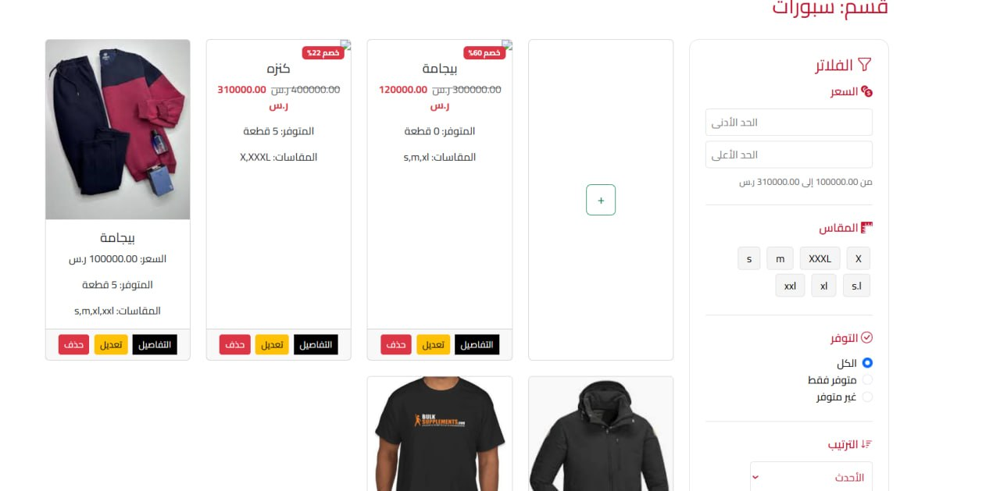 قسم: سبورات
الفلاتر
السعر
الحد الأدنى
الحد الأعلى
من 100000.00 إلى 310000.00 ر.س
المقاس
X XXXL m s
s.l xl xxl
التوفر
الكل
متوفر فقط
غير متوفر
الترتيب
الأحدث
+
خصم 60%
بيجامة
300000.00 ر.س 120000.00
ر.س
المتوفر: 0 قطعة
المقاسات: s,m,xl
التفاصيل تعديل حذف
خصم 22%
كنزه
400000.00 ر.س 310000.00
ر.س
المتوفر: 5 قطعة
المقاسات: X,XXXL
التفاصيل تعديل حذف
بيجامة
السعر: 100000.00 ر.س
المتوفر: 5 قطعة
المقاسات: s,m,xl,xxl
التفاصيل تعديل حذف
BULK
SUPPLEMENTS.com